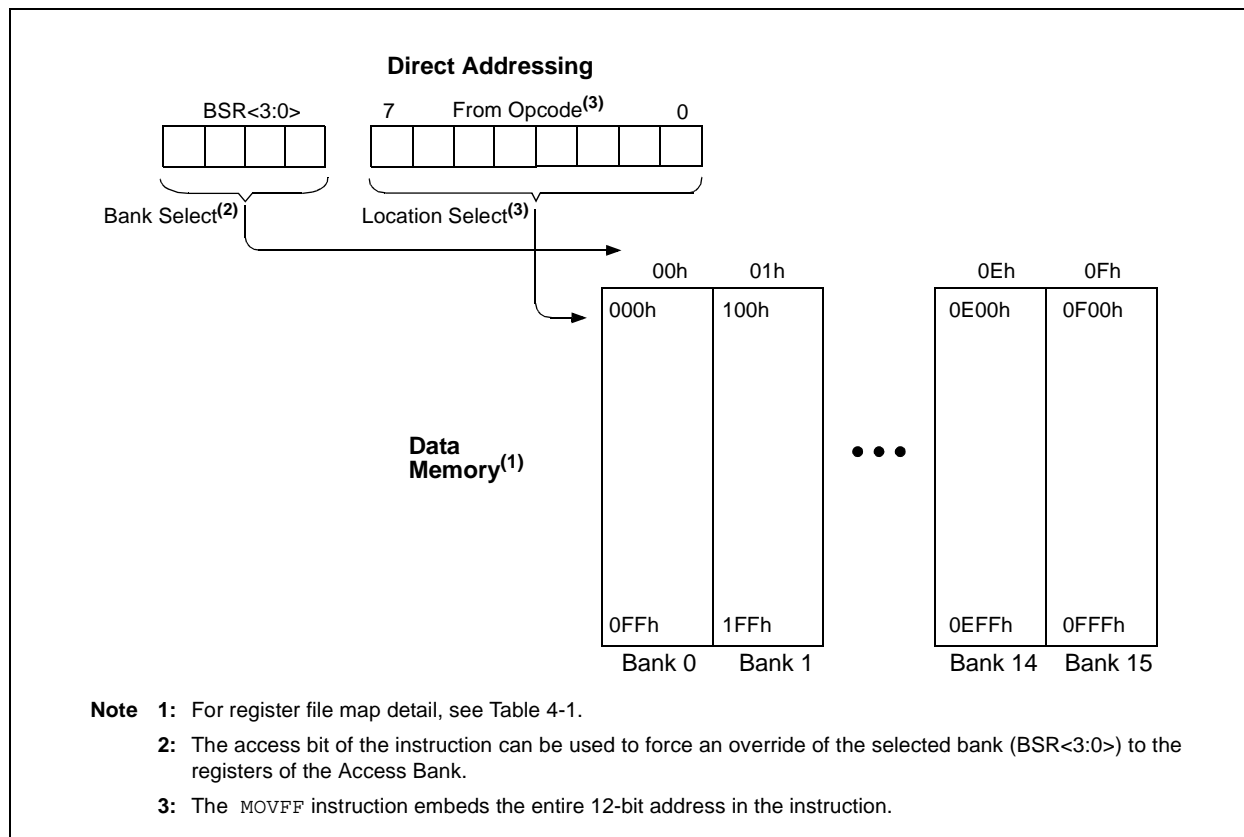 Direct Addressing
BSR<3:0> 7 From Opcode(3) 0
Bank Select(2) Location Select(3)
00h 01h 0Eh 0Fh
000h 100h 0E00h 0F00h
Data
Memory(1)
0FFh 1FFh 0EFFh 0FFFh
Bank 0 Bank 1 Bank 14 Bank 15
Note 1: For register file map detail, see Table 4-1.
2: The access bit of the instruction can be used to force an override of the selected bank (BSR<3:0>) to the
registers of the Access Bank.
3: The MOVFF instruction embeds the entire 12-bit address in the instruction.